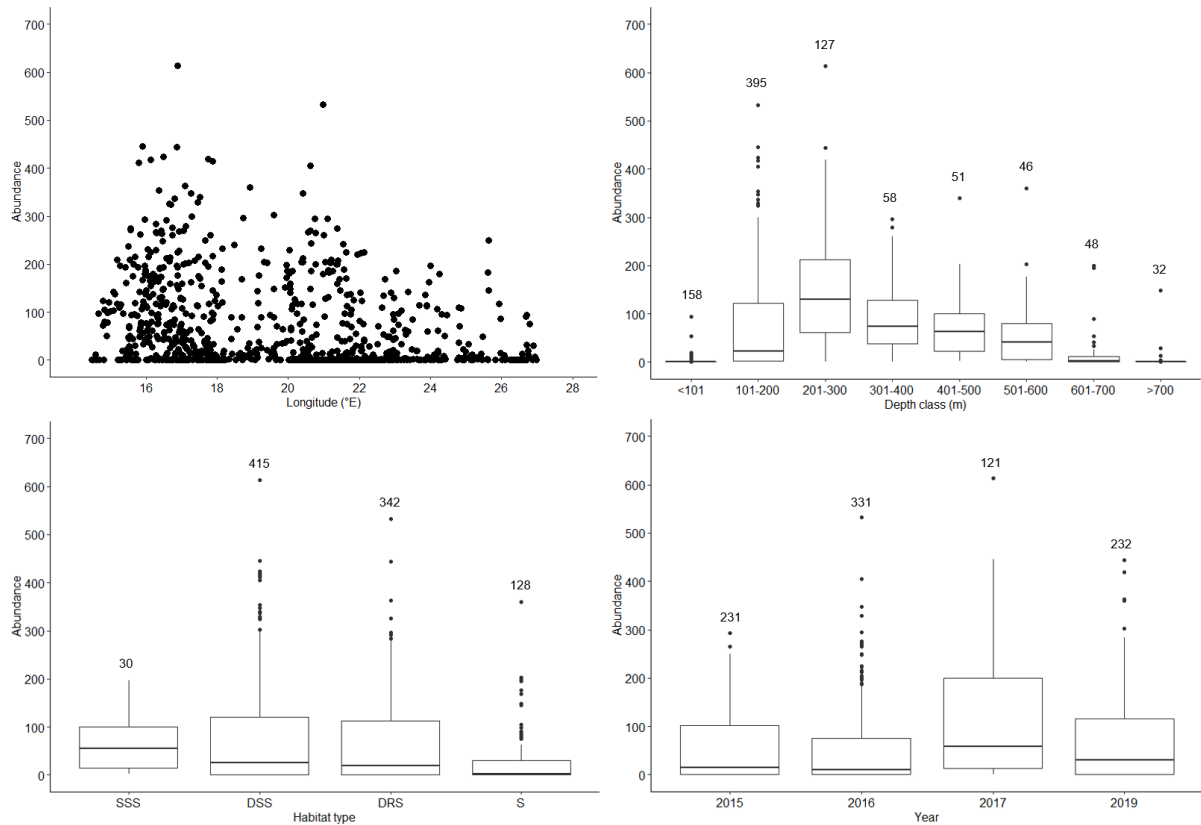 700
600
500
400
300
200
100
0
Abundance
16 18 20 22 24 26 28
Longitude (°E)
700
600
500
400
300
200
100
0
Abundance
158 395 127 58 51 46 48 32
<101 101-200 201-300 301-400 401-500 501-600 601-700 >700
Depth class (m)
700
600
500
400
300
200
100
0
Abundance
30 415 342 128
SSS DSS DRS S
Habitat type
700
600
500
400
300
200
100
0
Abundance
231 331 121 232
2015 2016 2017 2019
Year